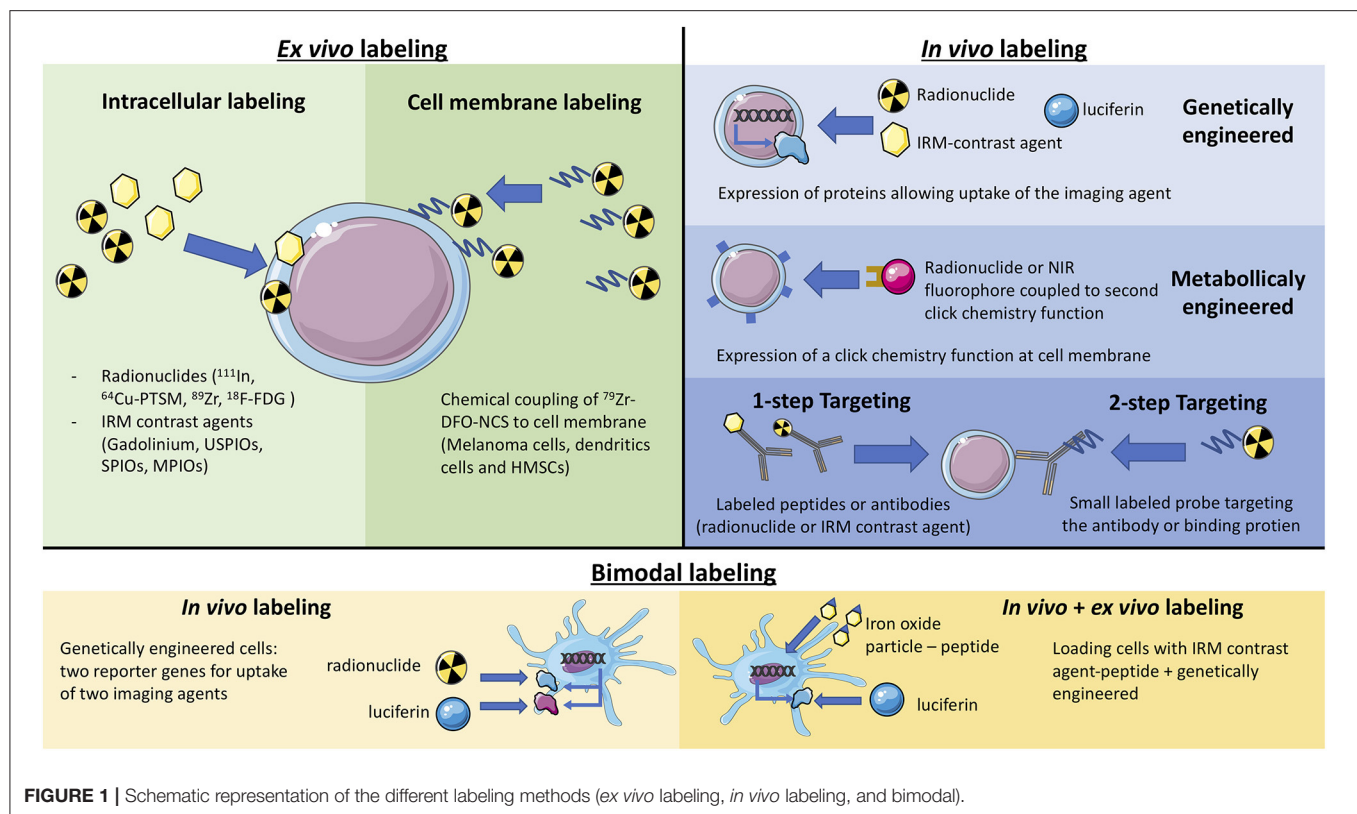 Ex vivo labeling
Intracellular labeling
Cell membrane labeling
- Radionuclides (¹¹¹In,
⁶⁴Cu-PTSM, ⁸⁹Zr, ¹⁸F-FDG )
- IRM contrast agents
(Gadolinium, USPIOs,
SPIOs, MPIOs)
Chemical coupling of ⁷⁹Zr-
DFO-NCS to cell membrane
(Melanoma cells, dendritics
cells and HMSCs)
In vivo labeling
Radionuclide
luciferin
IRM-contrast agent
Genetically
engineered
Expression of proteins allowing uptake of the imaging agent
Radionuclide or NIR
fluorophore coupled to second
click chemistry function
Metabollicaly
engineered
Expression of a click chemistry function at cell membrane
1-step Targeting
2-step Targeting
Labeled peptides or antibodies
(radionuclide or IRM contrast agent)
Small labeled probe targeting
the antibody or binding protien
Bimodal labeling
In vivo labeling
Genetically engineered cells:
two reporter genes for uptake
of two imaging agents
radionuclide
luciferin
In vivo + ex vivo labeling
Iron oxide
particle – peptide
luciferin
Loading cells with IRM contrast
agent-peptide + genetically
engineered
FIGURE 1 | Schematic representation of the different labeling methods (ex vivo labeling, in vivo labeling, and bimodal).